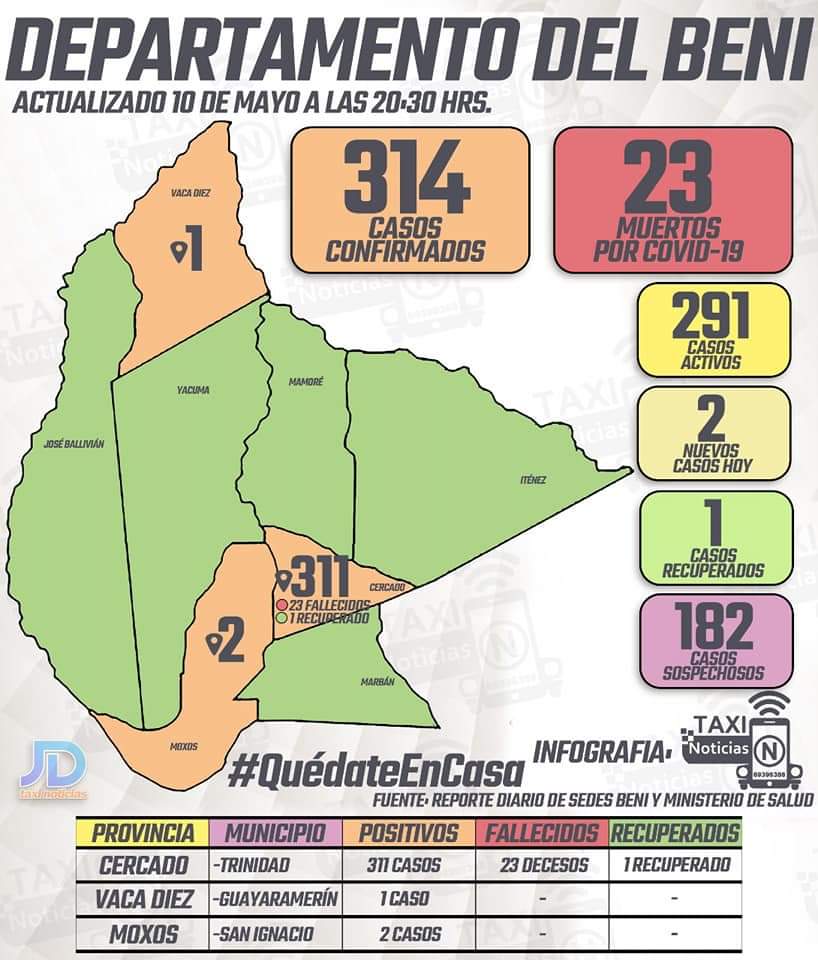 DEPARTAMENTO DEL BENI
ACTUALIZADO 10 DE MAYO A LAS 20:30 HRS.
314
CASOS
CONFIRMADOS
23
MUERTOS
POR COVID-19
291
CASOS
ACTIVOS
2
NUEVOS
CASOS HOY
1
CASOS
RECUPERADOS
182
CASOS
SOSPECHOSOS
VACA DIEZ
1
YACUMA
MAMORÉ
JOSÉ BALLIVIÁN
ITÉNEZ
311
CERCADO
23 FALLECIDOS
1 RECUPERADO
2
MARBÁN
MOXOS
JD
taxinoticias
#QuédateEnCasa
INFOGRAFIA:
TAXI
Noticias
N
69396386
FUENTE: REPORTE DIARIO DE SEDES BENI Y MINISTERIO DE SALUD
PROVINCIA MUNICIPIO POSITIVOS FALLECIDOS RECUPERADOS
CERCADO -TRINIDAD 311 CASOS 23 DECESOS 1 RECUPERADO
VACA DIEZ -GUAYARAMERÍN 1 CASO - -
MOXOS -SAN IGNACIO 2 CASOS - -